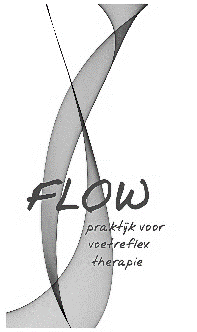 FLOW
praktijk voor
voetreflex
therapie